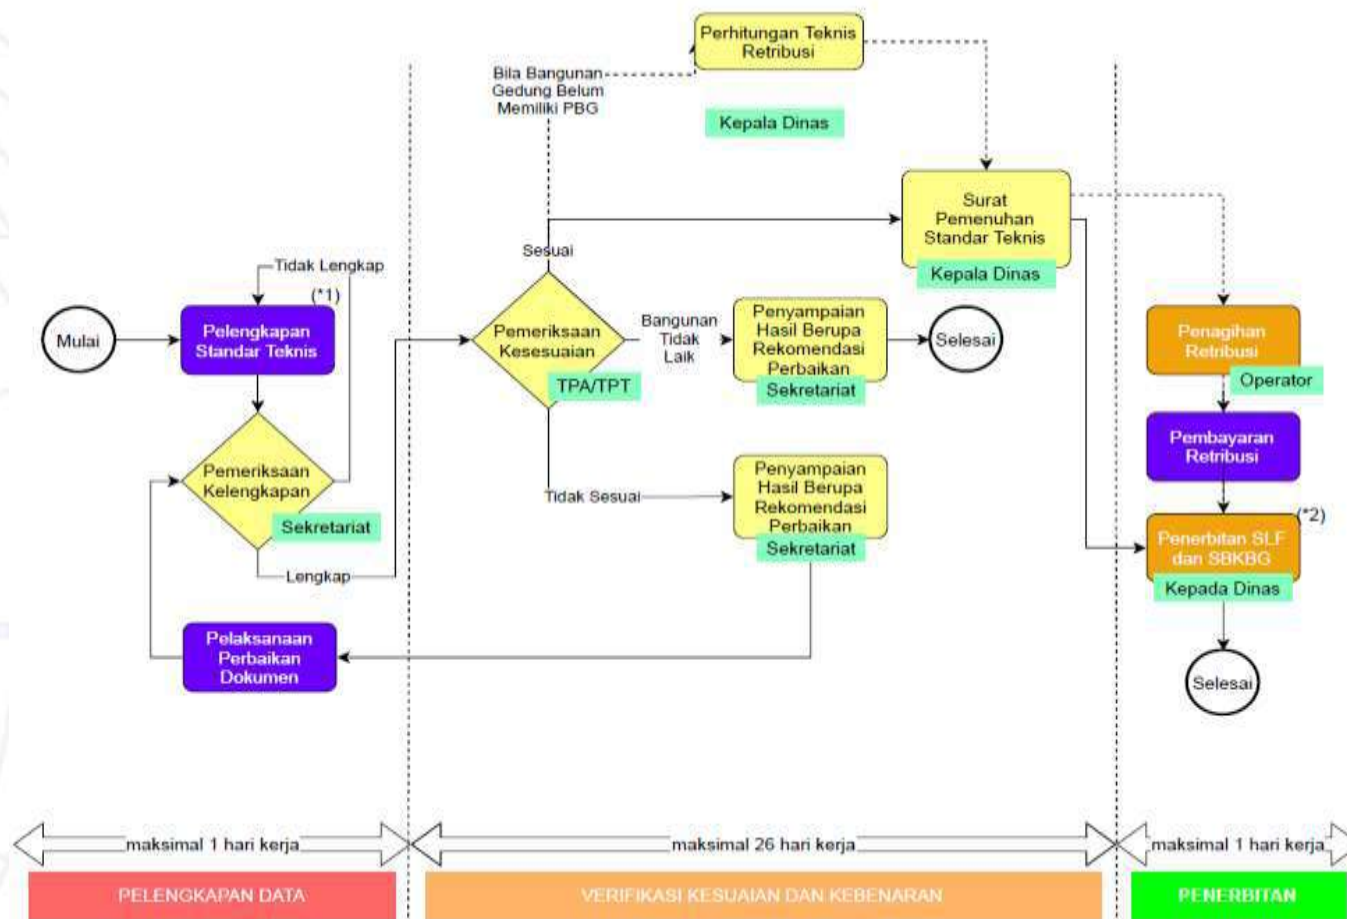 Perhitungan Teknis
Retribusi
Kepala Dinas
Bila Bangunan
Gedung Belum
Memiliki PBG
Surat
Pemenuhan
Standar Teknis
Kepala Dinas
Sesuai
Tidak Lengkap
(*1)
Mulai
Pelengkapan
Standar Teknis
Pemeriksaan
Kesesuaian
TPA/TPT
Bangunan
Tidak
Laik
Penyampaian
Hasil Berupa
Rekomendasi
Perbaikan
Sekretariat
Selesai
Penagihan
Retribusi
Operator
Pembayaran
Retribusi
Pemeriksaan
Kelengkapan
Sekretariat
Lengkap
Tidak Sesuai
Penyampaian
Hasil Berupa
Rekomendasi
Perbaikan
Sekretariat
(*2)
Penerbitan SLF
dan SBKBG
Kepada Dinas
Pelaksanaan
Perbaikan
Dokumen
Selesai
maksimal 1 hari kerja
maksimal 26 hari kerja
maksimal 1 hari kerja
PELENGKAPAN DATA
VERIFIKASI KESUAIAN DAN KEBENARAN
PENERBITAN